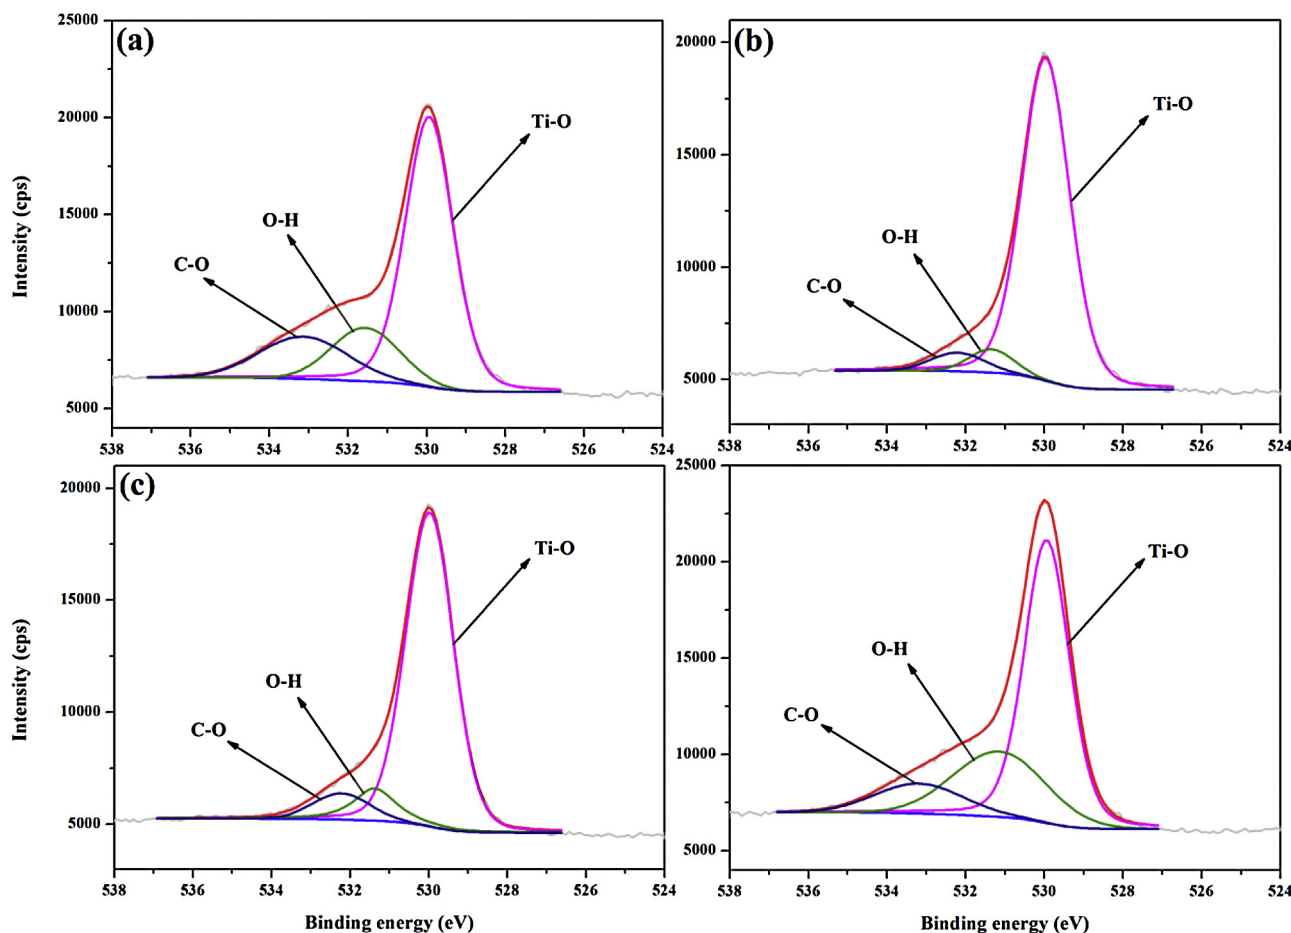 (a)
25000
20000
15000
10000
5000
Intensity (cps)
Ti-O
O-H
C-O
538 536 534 532 530 528 526 524
(b)
20000
15000
10000
5000
Ti-O
O-H
C-O
538 536 534 532 530 528 526 524
(c)
20000
15000
10000
5000
Intensity (cps)
Ti-O
O-H
C-O
538 536 534 532 530 528 526 524
Binding energy (eV)
25000
20000
15000
10000
5000
Ti-O
O-H
C-O
538 536 534 532 530 528 526 524
Binding energy (eV)